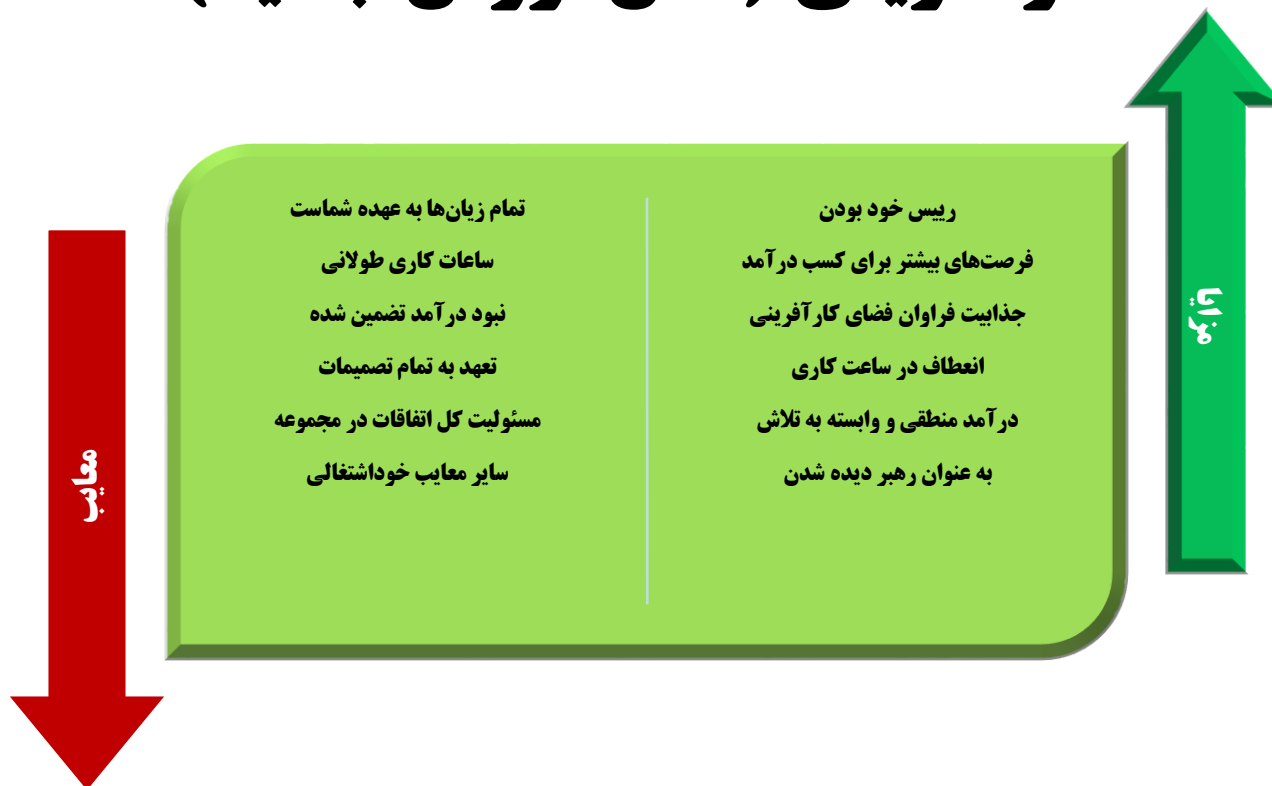 مزایا
رییس خود بودن
فرصت‌های بیشتر برای کسب درآمد
جذابیت فراوان فضای کارآفرینی
انعطاف در ساعت کاری
درآمد منطقی و وابسته به تلاش
به عنوان رهبر دیده شدن
تمام زیان‌ها به عهده شماست
ساعات کاری طولانی
نبود درآمد تضمین شده
تعهد به تمام تصمیمات
مسئولیت کل اتفاقات در مجموعه
سایر معایب خوداشتغالی
معایب